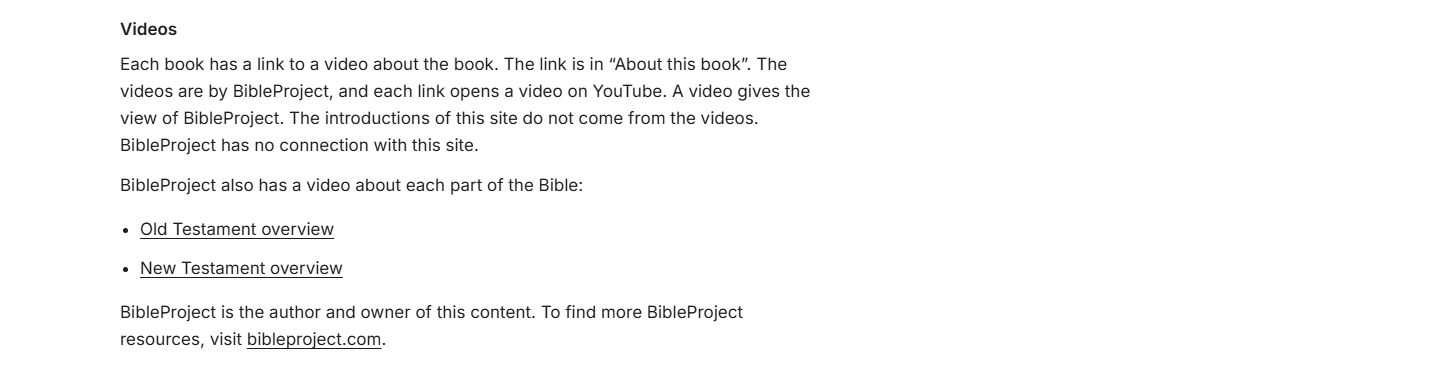 Videos
Each book has a link to a video about the book. The link is in “About this book”. The
videos are by BibleProject, and each link opens a video on YouTube. A video gives the
view of BibleProject. The introductions of this site do not come from the videos.
BibleProject has no connection with this site.
BibleProject also has a video about each part of the Bible:
• Old Testament overview
• New Testament overview
BibleProject is the author and owner of this content. To find more BibleProject
resources, visit bibleproject.com.